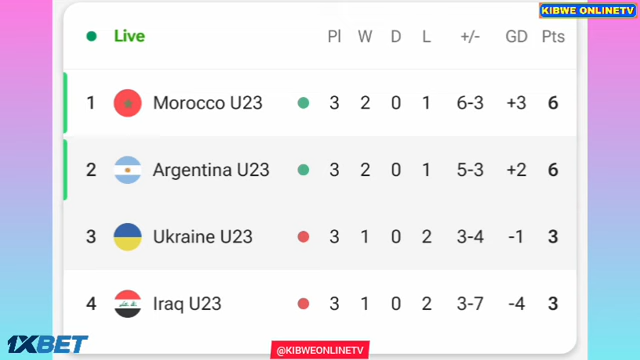 KIBWE ONLINETV
Live Pl W D L +/- GD Pts
1 Morocco U23 3 2 0 1 6-3 +3 6
2 Argentina U23 3 2 0 1 5-3 +2 6
3 Ukraine U23 3 1 0 2 3-4 -1 3
4 Iraq U23 3 1 0 2 3-7 -4 3
1XBET
@KIBWEONLINETV